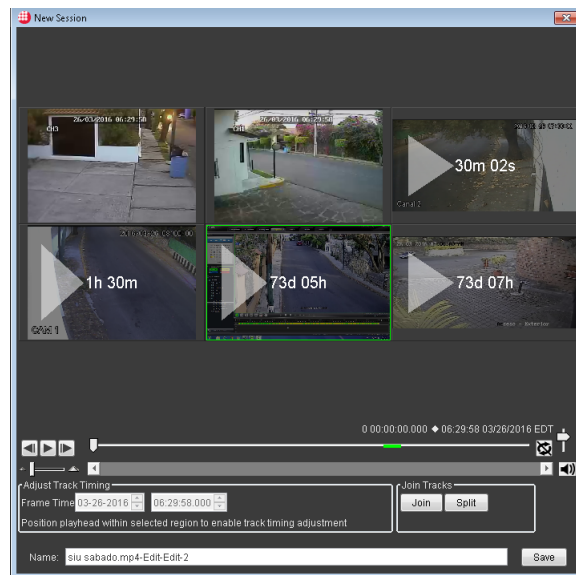 New Session
26/03/2016 06:29:58
CH3
26/03/2016 06:29:58
30m 02s
Canal 2
1h 30m
CAM 1
73d 05h
73d 07h
0 00:00:00.000 ◆ 06:29:58 03/26/2016 EDT
Adjust Track Timing
Frame Time 03-26-2016 06:29:58.000
Position playhead within selected region to enable track timing adjustment
Join Tracks
Join Split
Name: siu sabado.mp4-Edit-Edit-2 Save